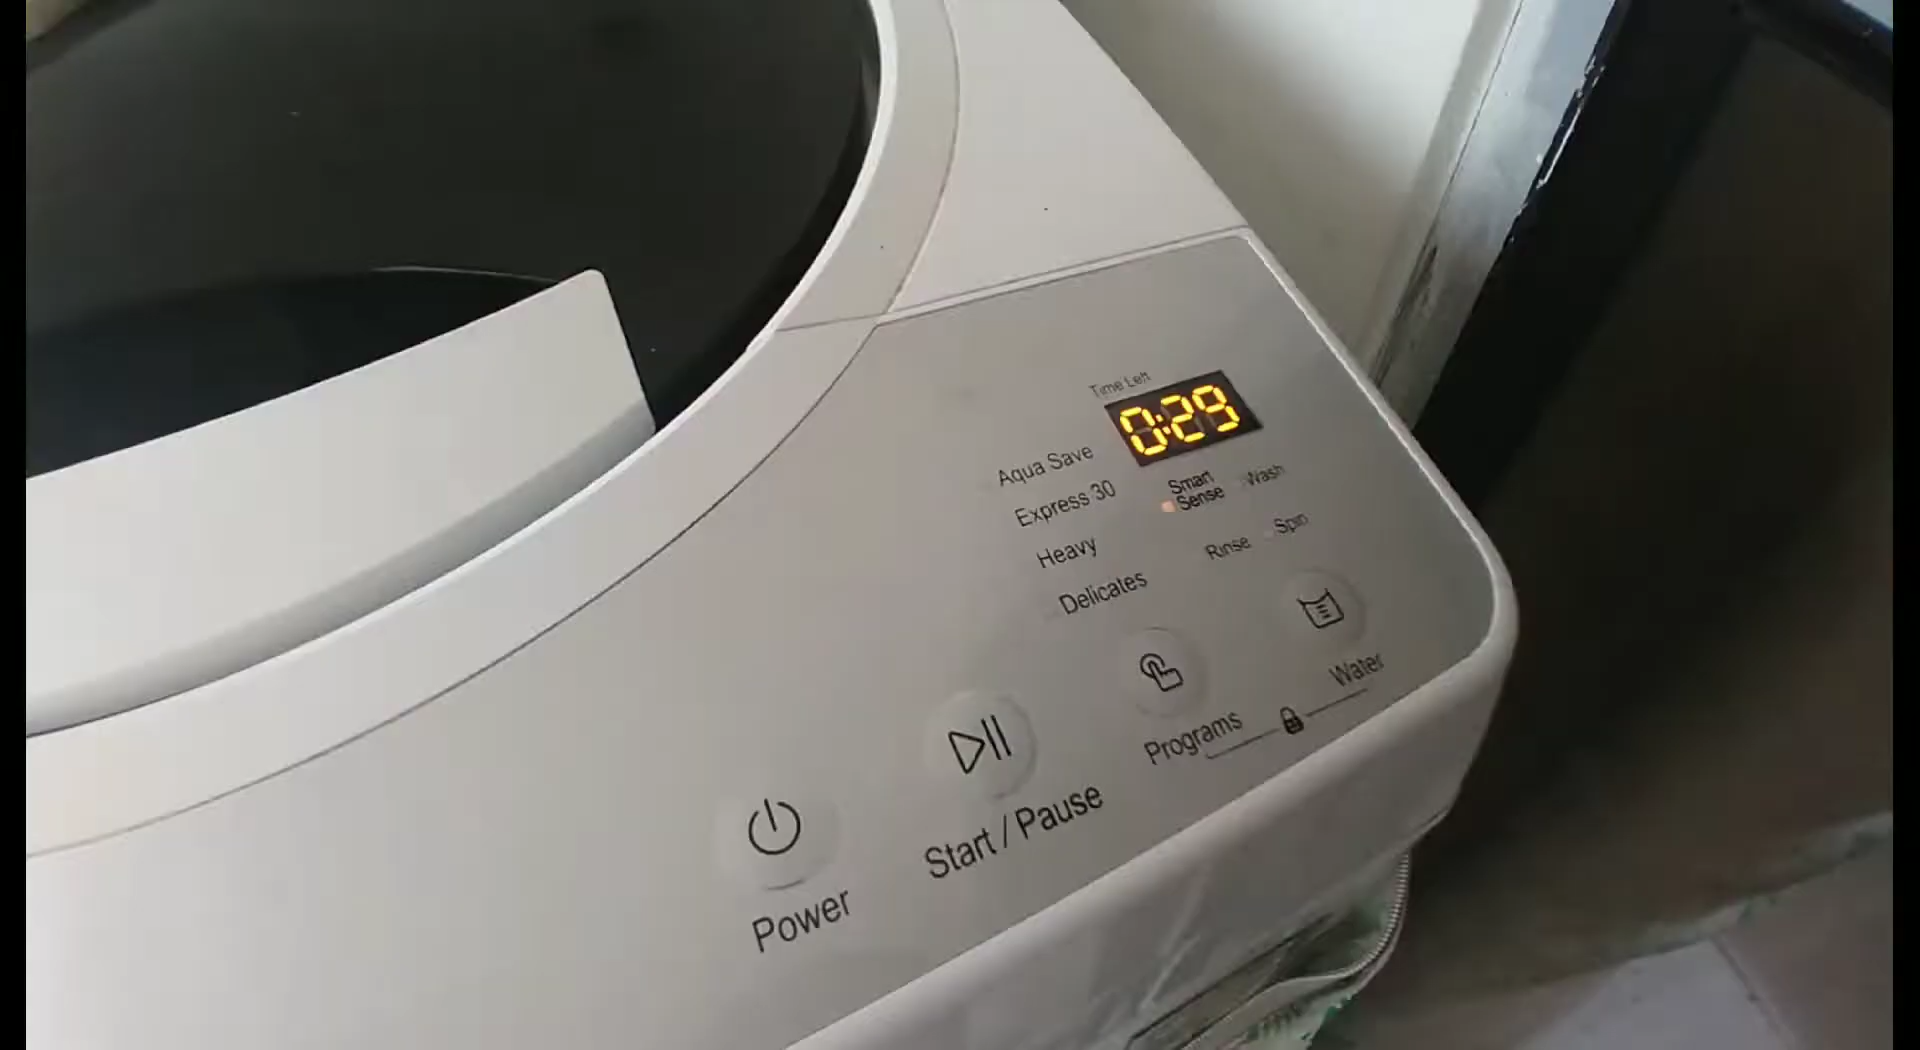 Time Left
0:29
Aqua Save
Express 30
Heavy
Delicates
Smart
Sense
Wash
Rinse
Spin
Water
Programs
Start / Pause
Power